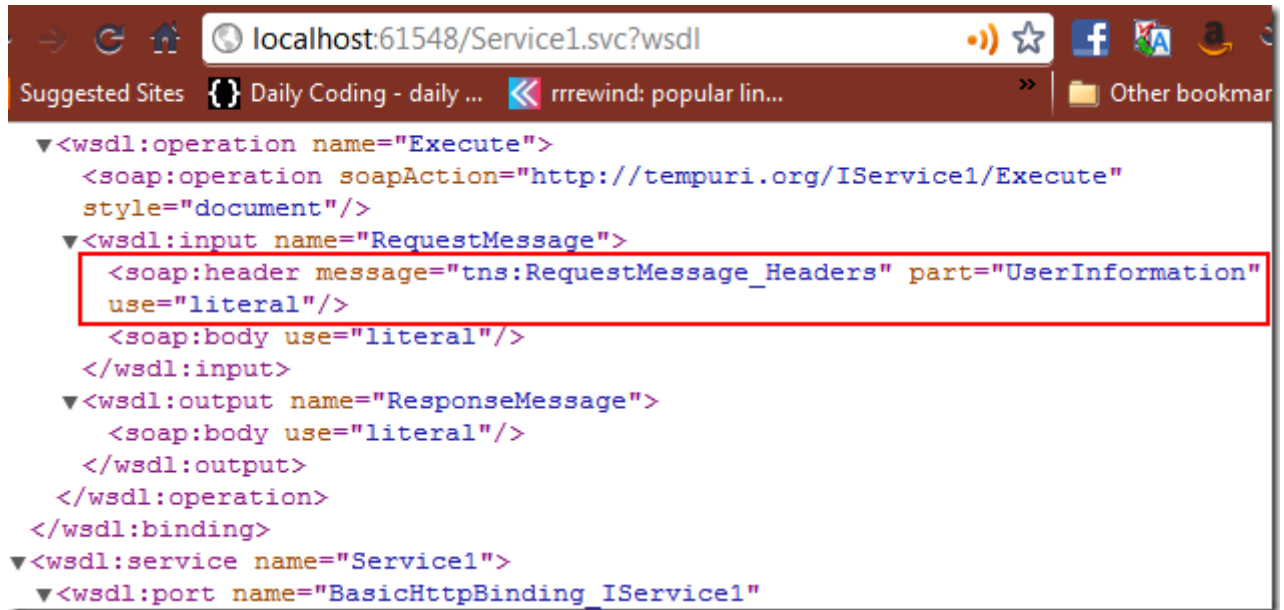 localhost:61548/Service1.svc?wsdl
Suggested Sites Daily Coding - daily ... rrrewind: popular lin... » Other bookmar
▼<wsdl:operation name="Execute">
<soap:operation soapAction="http://tempuri.org/IService1/Execute"
style="document"/>
▼<wsdl:input name="RequestMessage">
<soap:header message="tns:RequestMessage_Headers" part="UserInformation"
use="literal"/>
<soap:body use="literal"/>
</wsdl:input>
▼<wsdl:output name="ResponseMessage">
<soap:body use="literal"/>
</wsdl:output>
</wsdl:operation>
</wsdl:binding>
▼<wsdl:service name="Service1">
▼<wsdl:port name="BasicHttpBinding_IService1"